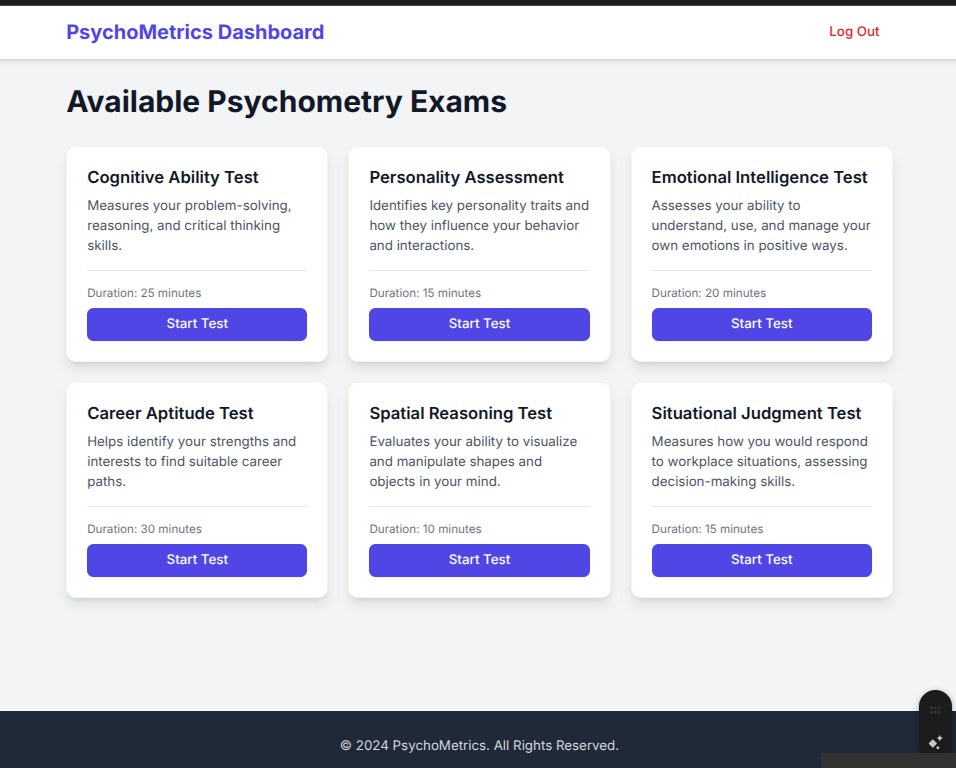 PsychoMetrics Dashboard
Log Out
Available Psychometry Exams
Cognitive Ability Test
Measures your problem-solving,
reasoning, and critical thinking
skills.
Duration: 25 minutes
Start Test
Personality Assessment
Identifies key personality traits and
how they influence your behavior
and interactions.
Duration: 15 minutes
Start Test
Emotional Intelligence Test
Assesses your ability to
understand, use, and manage your
own emotions in positive ways.
Duration: 20 minutes
Start Test
Career Aptitude Test
Helps identify your strengths and
interests to find suitable career
paths.
Duration: 30 minutes
Start Test
Spatial Reasoning Test
Evaluates your ability to visualize
and manipulate shapes and
objects in your mind.
Duration: 10 minutes
Start Test
Situational Judgment Test
Measures how you would respond
to workplace situations, assessing
decision-making skills.
Duration: 15 minutes
Start Test
© 2024 PsychoMetrics. All Rights Reserved.